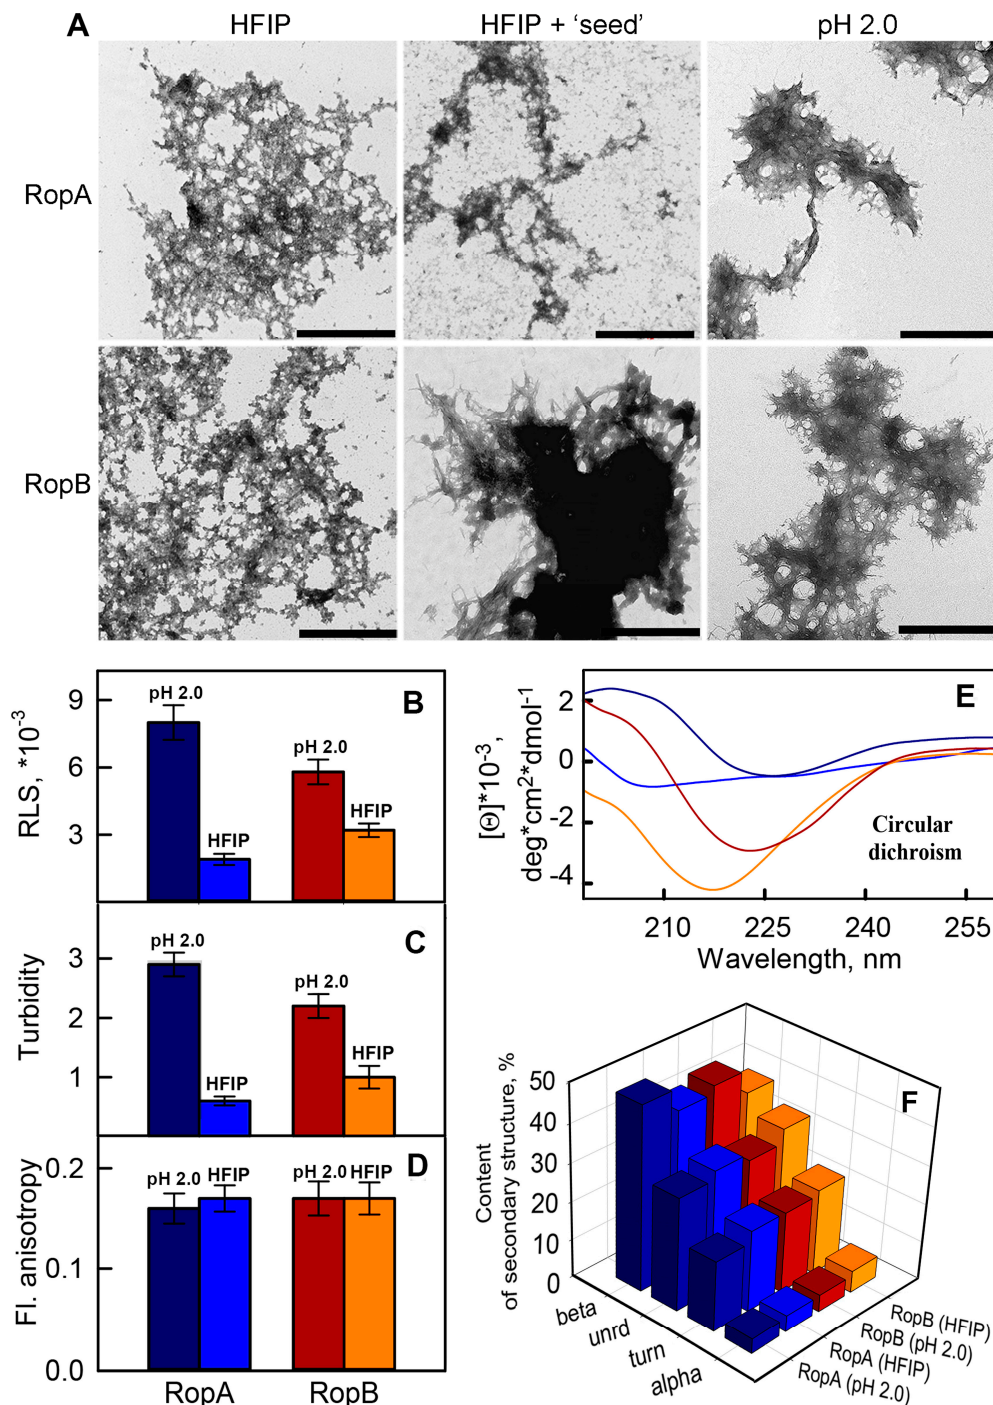 A
HFIP
HFIP + ‘seed’
pH 2.0
RopA
RopB
B
RLS, *10-3
9
6
3
pH 2.0
HFIP
pH 2.0
HFIP
C
Turbidity
3
2
1
pH 2.0
HFIP
pH 2.0
HFIP
D
Fl. anisotropy
0.2
0.1
0.0
pH 2.0
HFIP
pH 2.0
HFIP
RopA
RopB
E
[Θ]*10-3,
deg*cm2*dmol-1
2
0
-2
-4
Circular
dichroism
210
225
240
255
Wavelength, nm
F
Content
of secondary structure, %
50
40
30
20
10
0
beta
unrd
turn
alpha
RopB (HFIP)
RopB (pH 2.0)
RopA (HFIP)
RopA (pH 2.0)